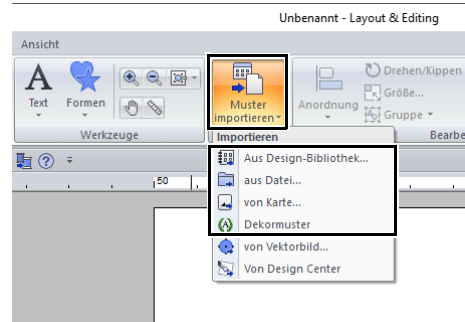 Unbenannt - Layout & Editing
Ansicht
Text
Formen
Werkzeuge
Muster
importieren
Anordnung
Drehen/Kippen
Größe...
Gruppe
Bearbe
Importieren
Aus Design-Bibliothek...
aus Datei...
von Karte...
Dekormuster
von Vektorbild...
Von Design Center
50